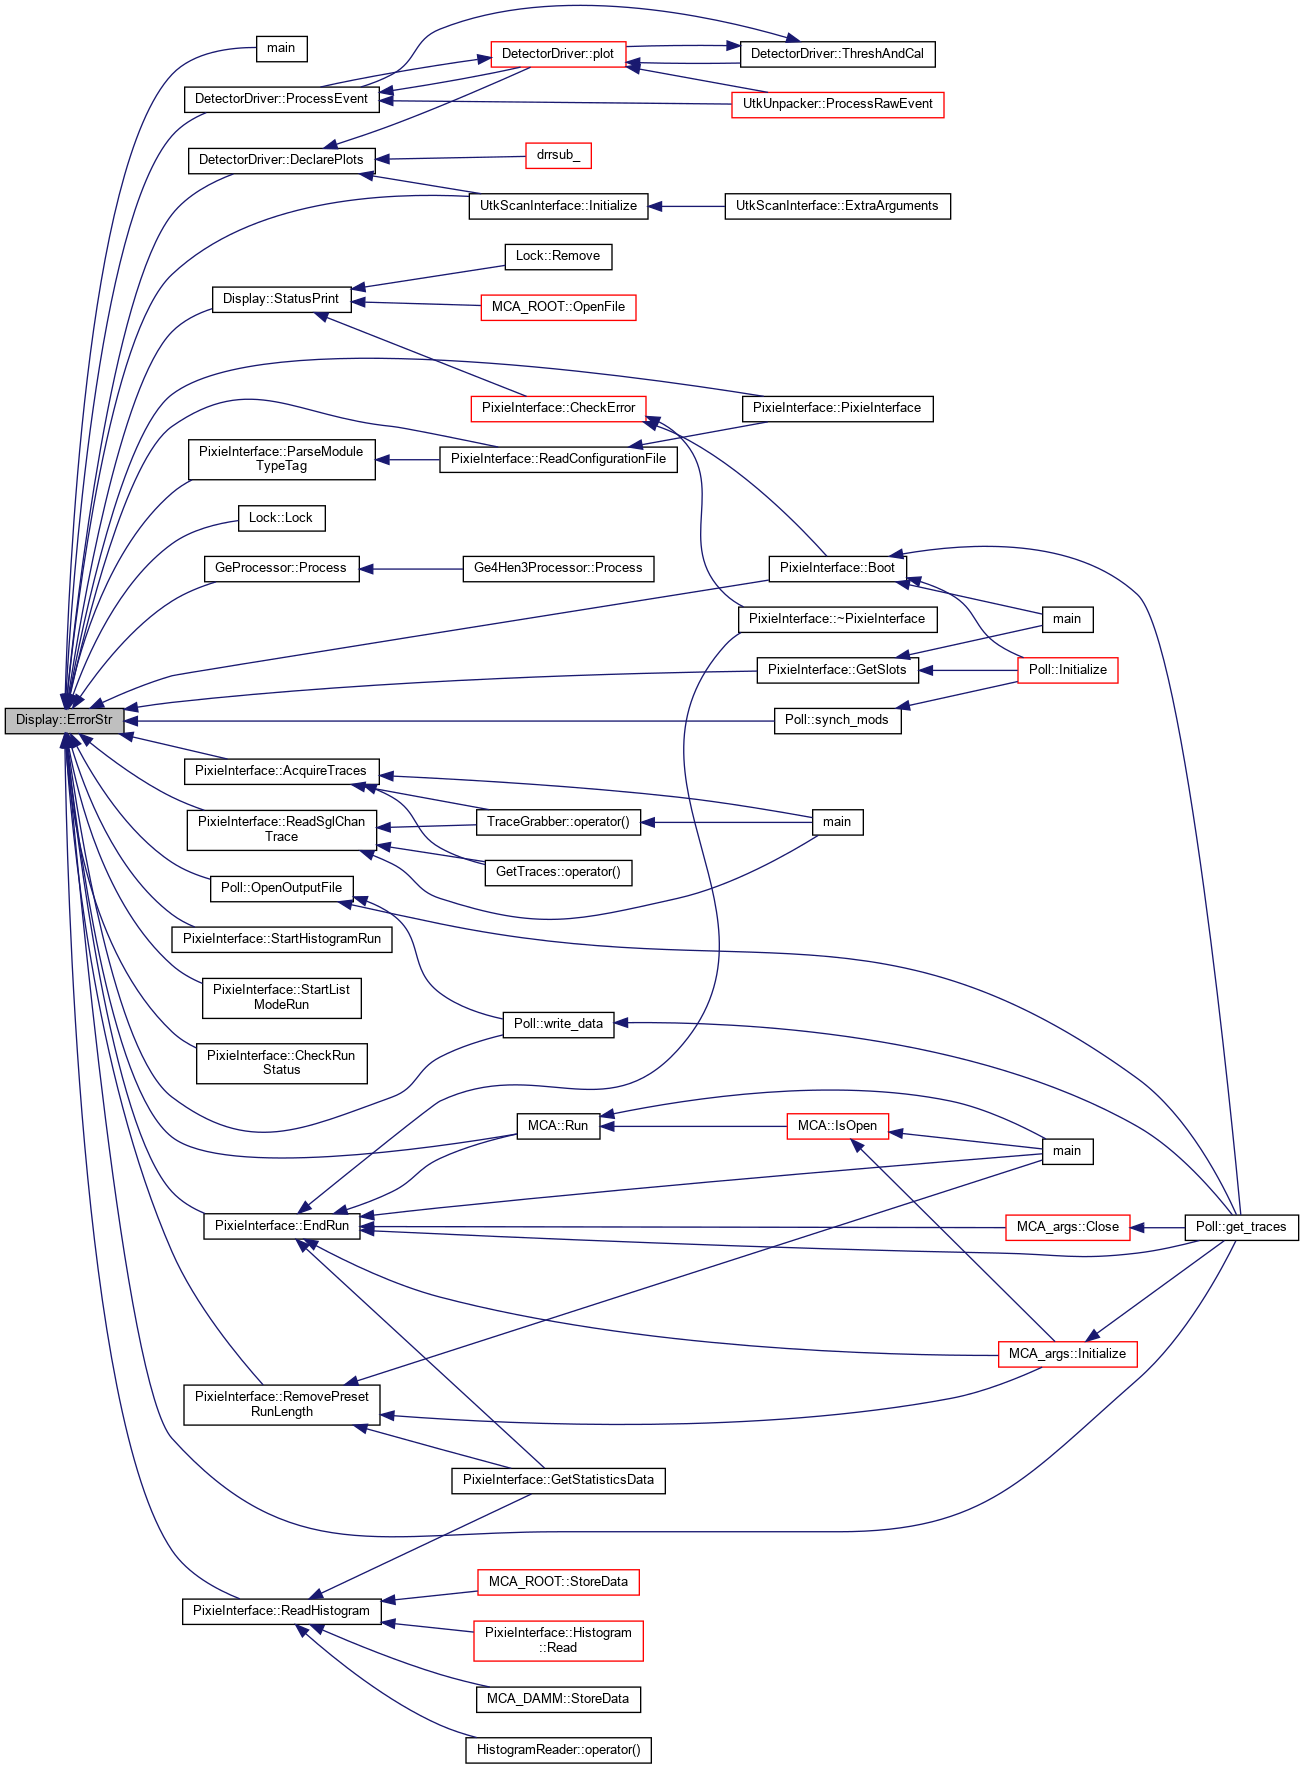 main
DetectorDriver::plot
DetectorDriver::ThreshAndCal
DetectorDriver::ProcessEvent
UtkUnpacker::ProcessRawEvent
DetectorDriver::DeclarePlots
drrsub_
UtkScanInterface::Initialize
UtkScanInterface::ExtraArguments
Lock::Remove
Display::StatusPrint
MCA_ROOT::OpenFile
PixieInterface::CheckError
PixieInterface::PixieInterface
PixieInterface::ParseModule
TypeTag
PixieInterface::ReadConfigurationFile
Lock::Lock
GeProcessor::Process
Ge4Hen3Processor::Process
PixieInterface::Boot
PixieInterface::~PixieInterface
main
PixieInterface::GetSlots
Poll::Initialize
Display::ErrorStr
Poll::synch_mods
PixieInterface::AcquireTraces
PixieInterface::ReadSglChan
Trace
TraceGrabber::operator()
main
GetTraces::operator()
Poll::OpenOutputFile
PixieInterface::StartHistogramRun
PixieInterface::StartList
ModeRun
Poll::write_data
PixieInterface::CheckRun
Status
MCA::Run
MCA::IsOpen
main
PixieInterface::EndRun
MCA_args::Close
Poll::get_traces
MCA_args::Initialize
PixieInterface::RemovePreset
RunLength
PixieInterface::GetStatisticsData
MCA_ROOT::StoreData
PixieInterface::ReadHistogram
PixieInterface::Histogram
::Read
MCA_DAMM::StoreData
HistogramReader::operator()